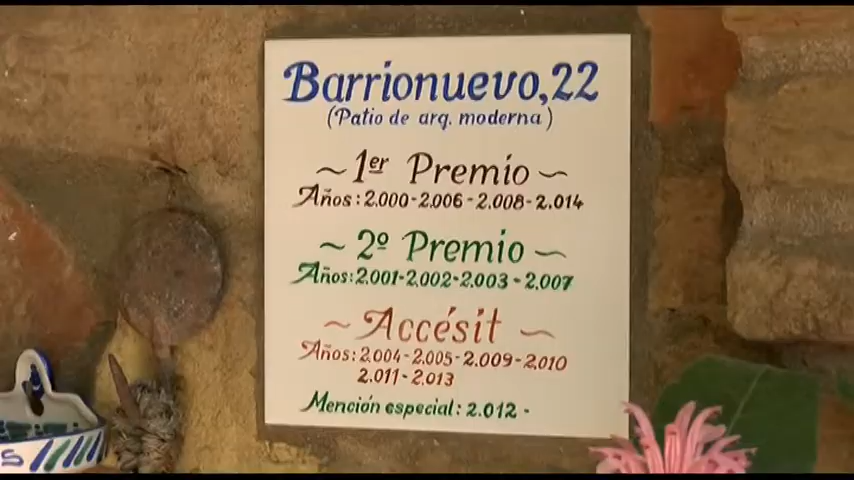 Barrionuevo, 22
(Patio de arq. moderna)
~ 1er Premio ~
Años: 2.000 - 2.006 - 2.008 - 2.014
~ 2º Premio ~
Años: 2.001 - 2.002 - 2.003 - 2.007
~ Accésit ~
Años: 2.004 - 2.005 - 2.009 - 2.010
2.011 - 2.013
Mención especial: 2.012 -